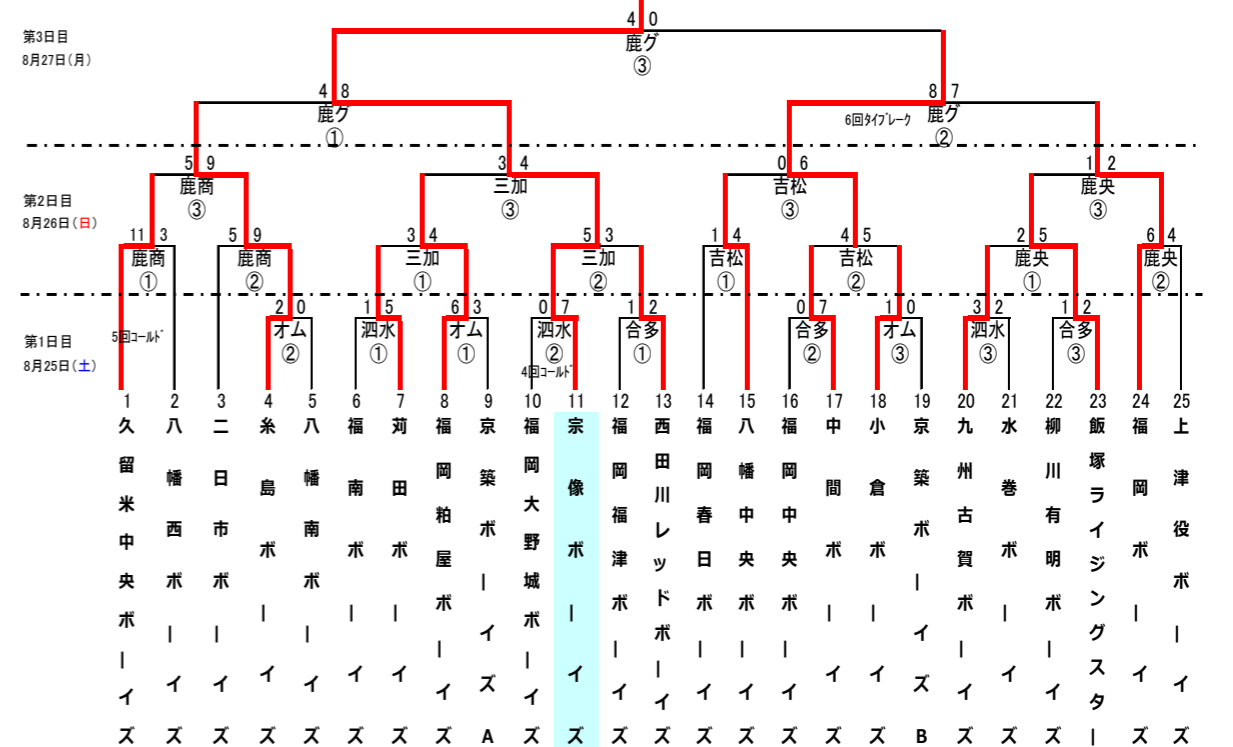 4 0
第3日目
鹿グ
8月27日(月)
③
4 8
8 7
鹿グ
6回ﾀｲﾌﾞﾚｰｸ
鹿グ
①
②
5 9
3 4
0 6
1 2
鹿商
三加
吉松
鹿央
第2日目
③
③
③
③
8月26日(日)
11 3
5 9
3 4
5 3
1 4
4 5
2 5
6 4
鹿商
鹿商
三加
三加
吉松
吉松
鹿央
鹿央
①
②
①
②
①
②
①
②
2 0
1 5
6 3
0 7
1 2
0 7
1 0
3 2
1 2
第1日目
5回ｺｰﾙﾄﾞ
オム
泗水
オム
泗水
合多
合多
オム
泗水
合多
②
①
①
②
①
②
③
③
③
8月25日(土)
4回ｺｰﾙﾄﾞ
1 久留米中央ボーイズ
2 八幡西ボーイズ
3 二日市ボーイズ
4 糸島ボーイズ
5 八幡南ボーイズ
6 福南ボーイズ
7 苅田ボーイズ
8 福岡粕屋ボーイズ
9 京築ボーイズA
10 福岡大野城ボーイズ
11 宗像ボーイズ
12 福岡福津ボーイズ
13 西田川レッドボーイズ
14 福岡春日ボーイズ
15 八幡中央ボーイズ
16 福岡中央ボーイズ
17 中間ボーイズ
18 小倉ボーイズ
19 京築ボーイズB
20 九州古賀ボーイズ
21 水巻ボーイズ
22 柳川有明ボーイズ
23 飯塚ライジングスター
24 福岡ボーイズ
25 上津役ボーイズ